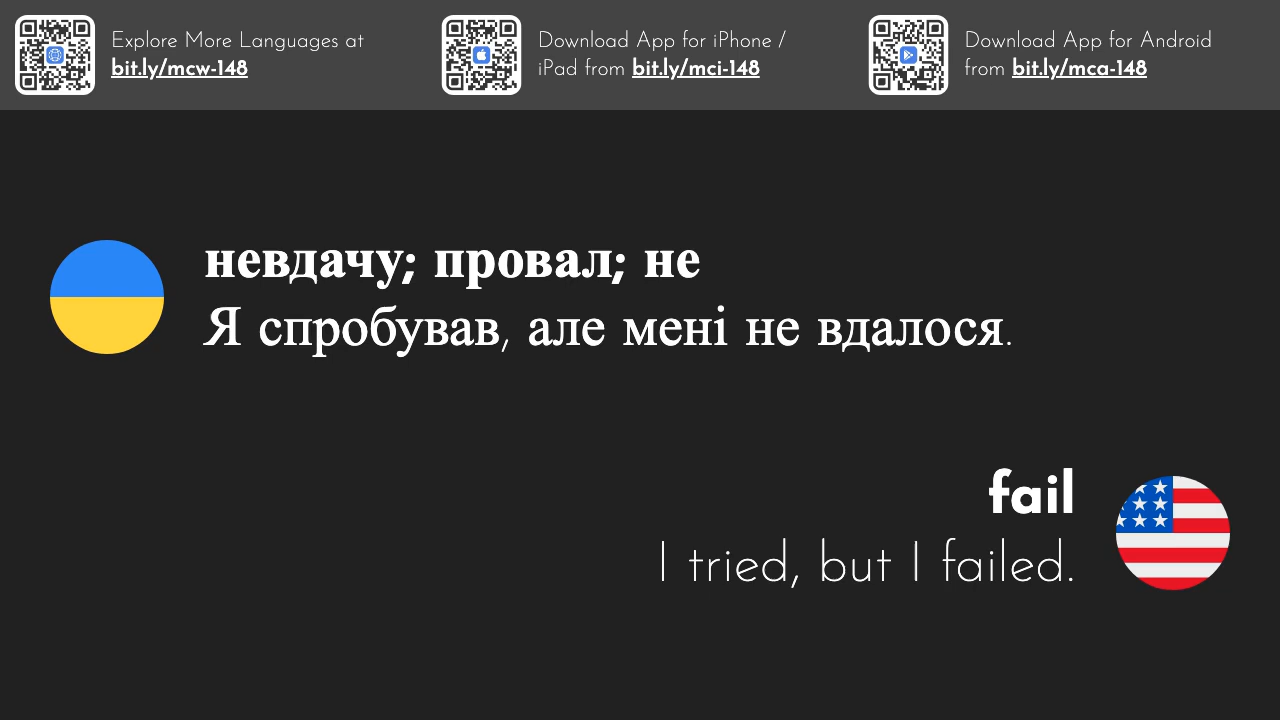 Explore More Languages at
bit.ly/mcw-148
Download App for iPhone /
iPad from bit.ly/mci-148
Download App for Android
from bit.ly/mca-148
невдачу; провал; не
Я спробував, але мені не вдалося.
fail
I tried, but I failed.